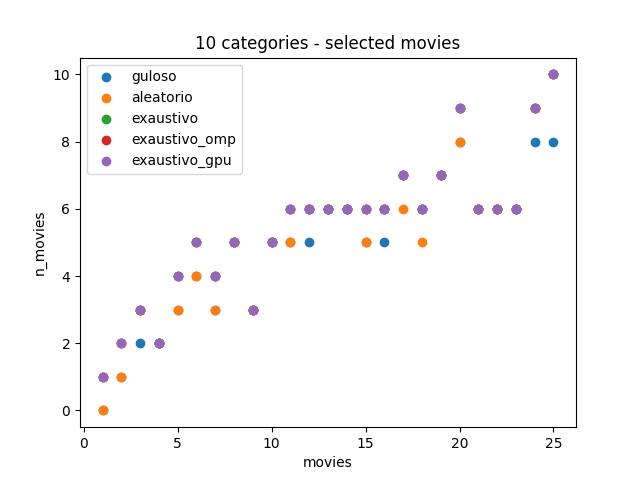 10 categories - selected movies
guloso
aleatorio
exaustivo
exaustivo_omp
exaustivo_gpu
10
8
6
4
2
0
n_movies
0 5 10 15 20 25
movies